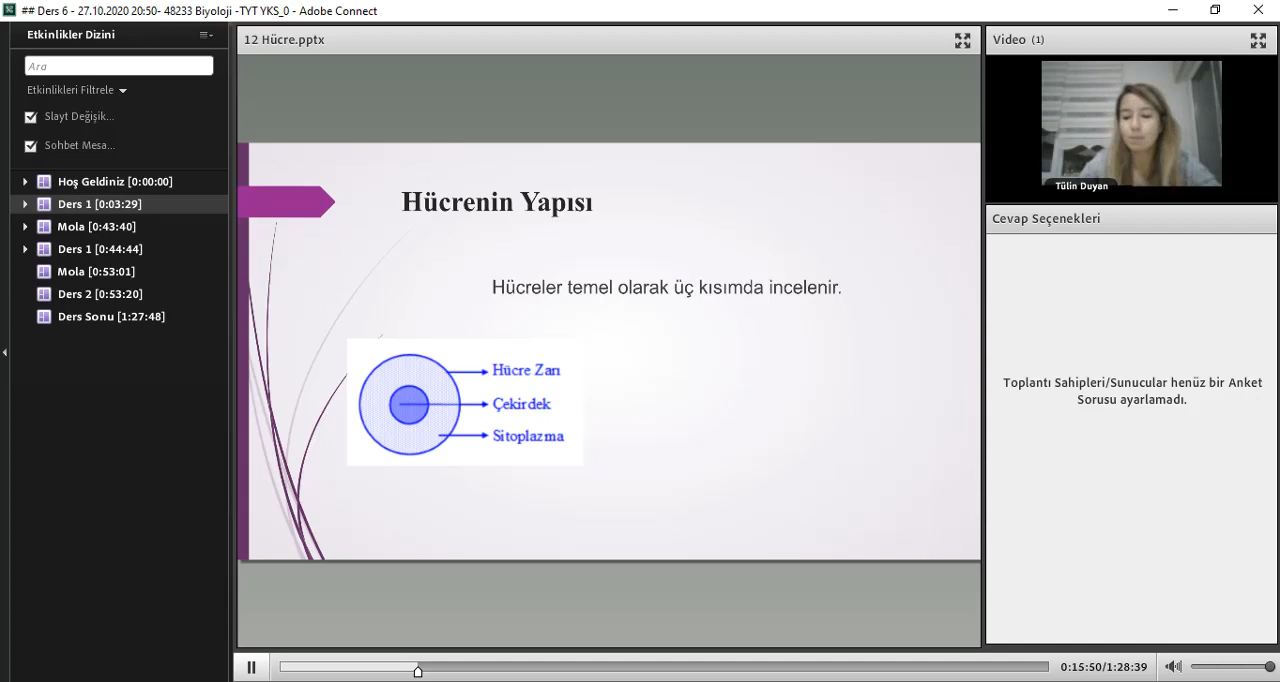 ## Ders 6 - 27.10.2020 20:50- 48233 Biyoloji -TYT YKS_0 - Adobe Connect
Etkinlikler Dizini
Ara
Etkinlikleri Filtrele
Slayt Değişik...
Sohbet Mesa...
Hoş Geldiniz [0:00:00]
Ders 1 [0:03:29]
Mola [0:43:40]
Ders 1 [0:44:44]
Mola [0:53:01]
Ders 2 [0:53:20]
Ders Sonu [1:27:48]
12 Hücre.pptx
Hücrenin Yapısı
Hücreler temel olarak üç kısımda incelenir.
Hücre Zarı
Çekirdek
Sitoplazma
Video (1)
Tülin Duyan
Cevap Seçenekleri
Toplantı Sahipleri/Sunucular henüz bir Anket
Sorusu ayarlamadı.
0:15:50/1:28:39